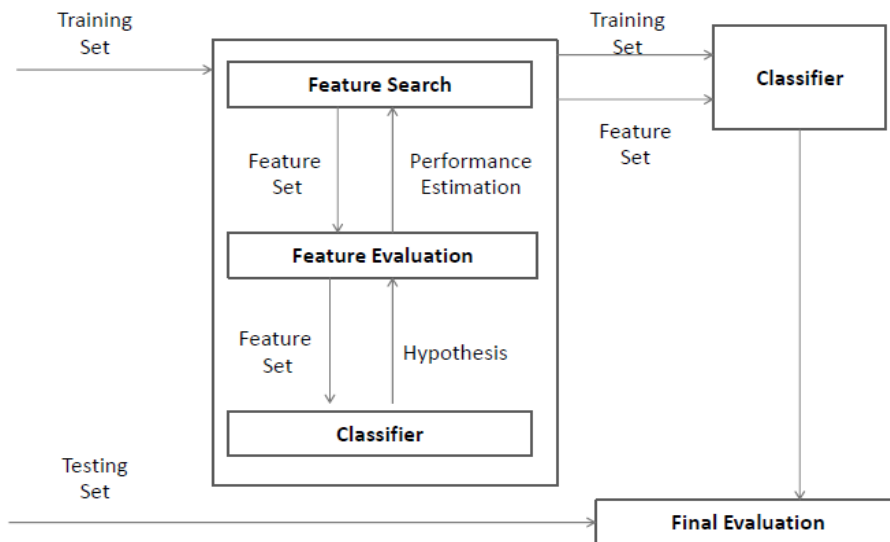 Training
Set
Feature Search
Feature
Set
Performance
Estimation
Feature Evaluation
Feature
Set
Hypothesis
Classifier
Training
Set
Feature
Set
Classifier
Testing
Set
Final Evaluation